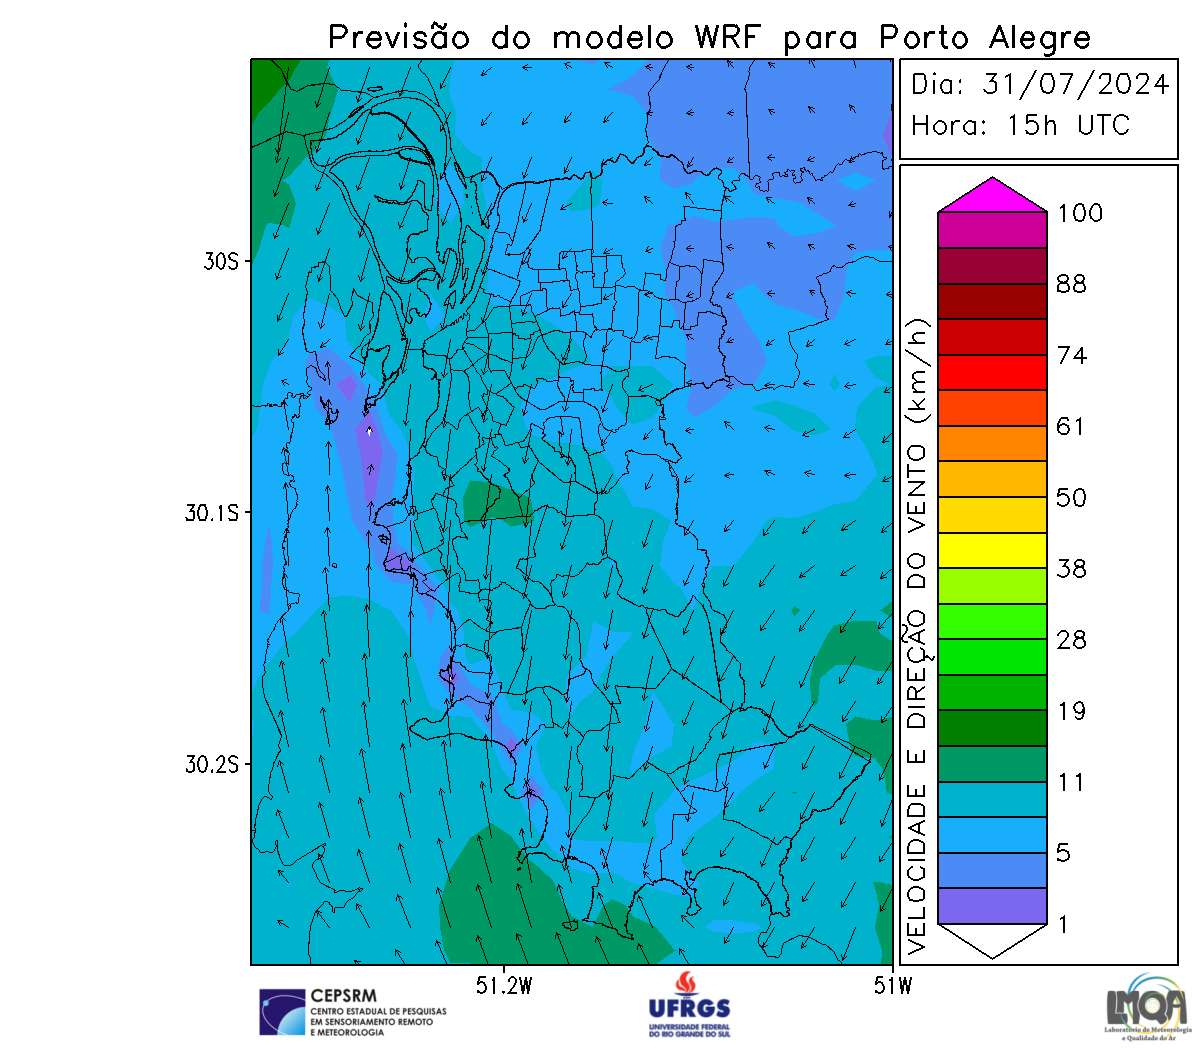 Previsão do modelo WRF para Porto Alegre
Dia: 31/07/2024
Hora: 15h UTC
30S
30.1S
30.2S
51.2W
51W
VELOCIDADE E DIREÇÃO DO VENTO (km/h)
100
88
74
61
50
38
28
19
11
5
1
CEPSRM
CENTRO ESTADUAL DE PESQUISAS
EM SENSORIAMENTO REMOTO
E METEOROLOGIA
UFRGS
UNIVERSIDADE FEDERAL
DO RIO GRANDE DO SUL
LMQA
Laboratório de Meteorologia
e Qualidade do Ar